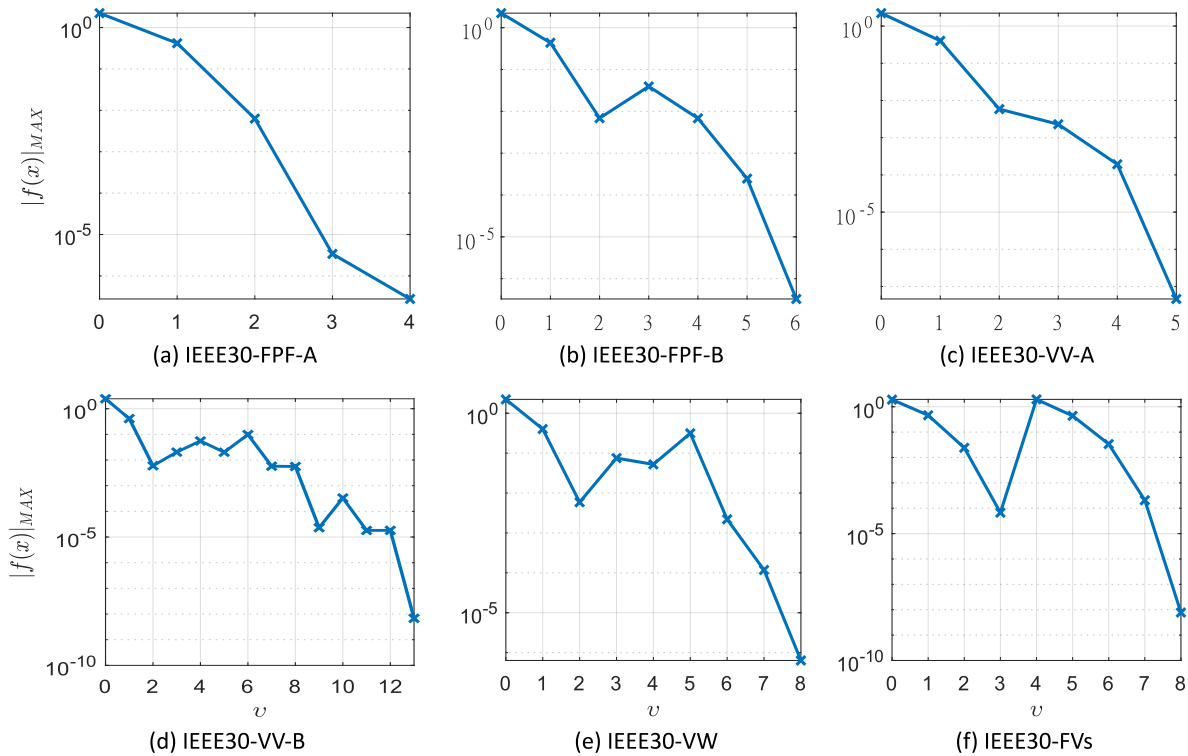 |f(x)|_MAX
10^0
10^-5
0 1 2 3 4
(a) IEEE30-FPF-A
10^0
10^-5
0 1 2 3 4 5 6
(b) IEEE30-FPF-B
10^0
10^-5
0 1 2 3 4 5
(c) IEEE30-VV-A
|f(x)|_MAX
10^0
10^-5
10^-10
0 2 4 6 8 10 12
υ
(d) IEEE30-VV-B
10^0
10^-5
0 1 2 3 4 5 6 7 8
υ
(e) IEEE30-VW
10^0
10^-5
10^-10
0 1 2 3 4 5 6 7 8
υ
(f) IEEE30-FVs